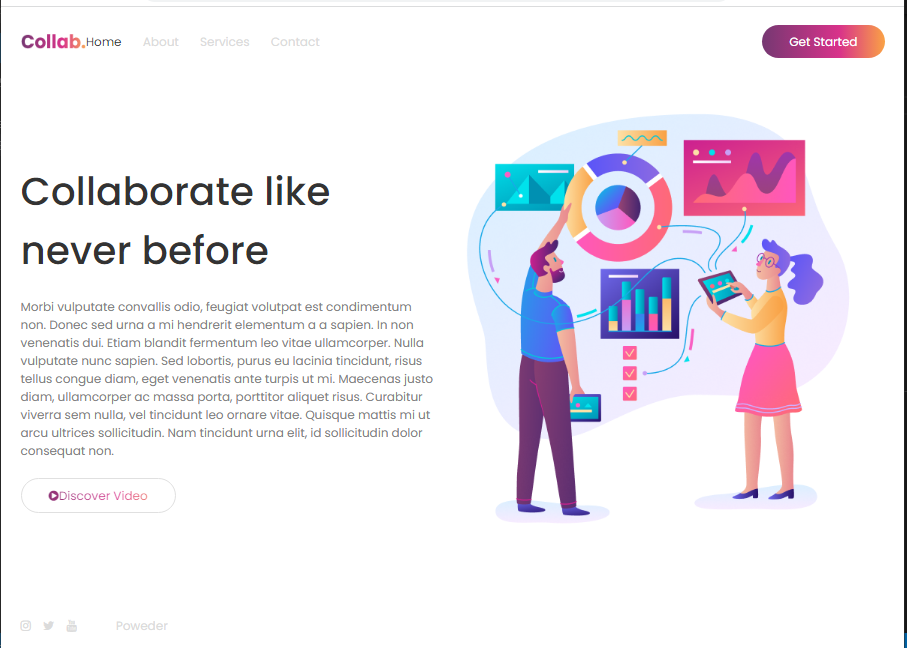 Collab. Home About Services Contact Get Started
Collaborate like
never before
Morbi vulputate convallis odio, feugiat volutpat est condimentum
non. Donec sed urna a mi hendrerit elementum a a sapien. In non
venenatis dui. Etiam blandit fermentum leo vitae ullamcorper. Nulla
vulputate nunc sapien. Sed lobortis, purus eu lacinia tincidunt, risus
tellus congue diam, eget venenatis ante turpis ut mi. Maecenas justo
diam, ullamcorper ac massa porta, porttitor aliquet risus. Curabitur
viverra sem nulla, vel tincidunt leo ornare vitae. Quisque mattis mi ut
arcu ultrices sollicitudin. Nam tincidunt urna elit, id sollicitudin dolor
consequat non.
Discover Video
Poweder